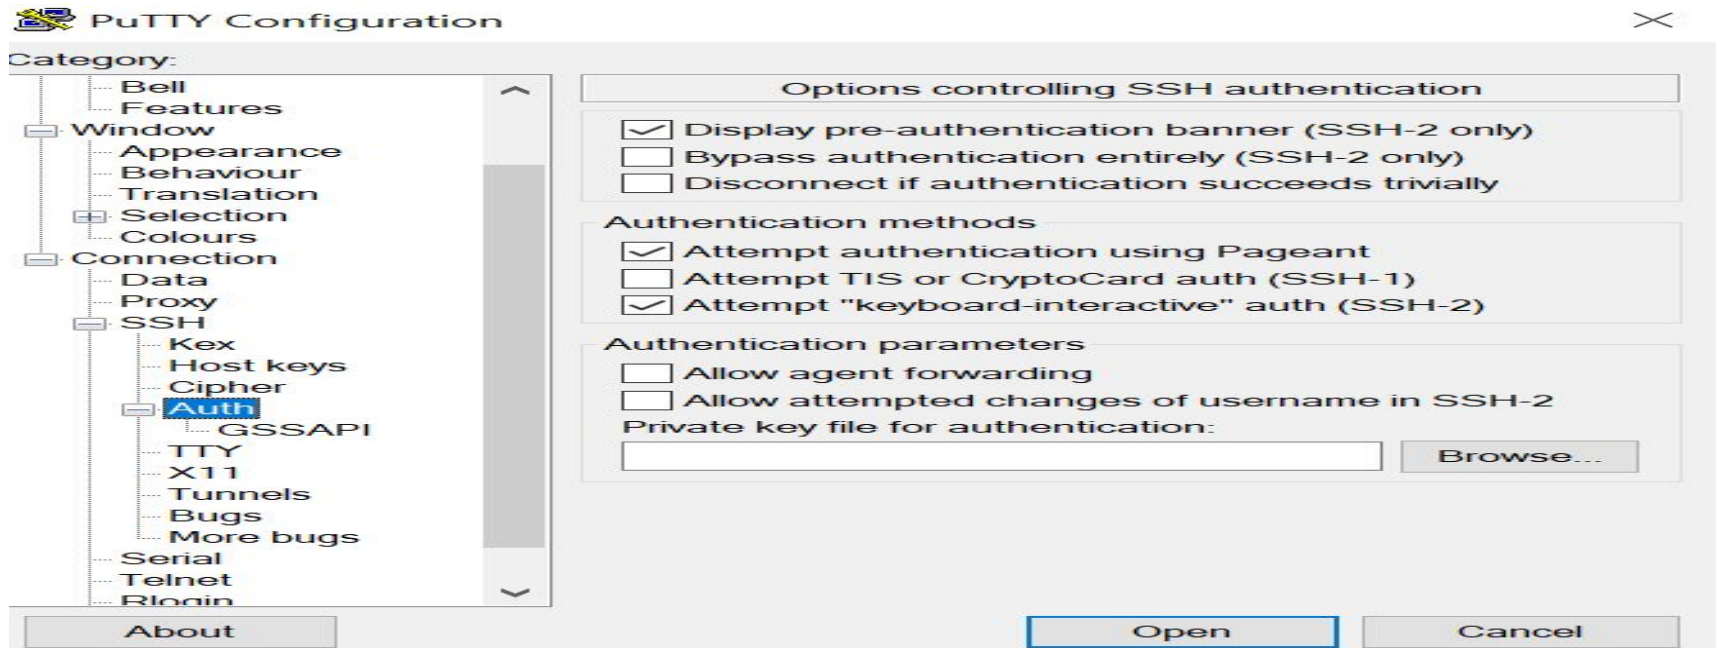 PuTTY Configuration
Category:
Bell
Features
Window
Appearance
Behaviour
Translation
Selection
Colours
Connection
Data
Proxy
SSH
Kex
Host keys
Cipher
Auth
GSSAPI
TTY
X11
Tunnels
Bugs
More bugs
Serial
Telnet
Rlogin
About
Options controlling SSH authentication
Display pre-authentication banner (SSH-2 only)
Bypass authentication entirely (SSH-2 only)
Disconnect if authentication succeeds trivially
Authentication methods
Attempt authentication using Pageant
Attempt TIS or CryptoCard auth (SSH-1)
Attempt "keyboard-interactive" auth (SSH-2)
Authentication parameters
Allow agent forwarding
Allow attempted changes of username in SSH-2
Private key file for authentication:
Browse...
Open
Cancel